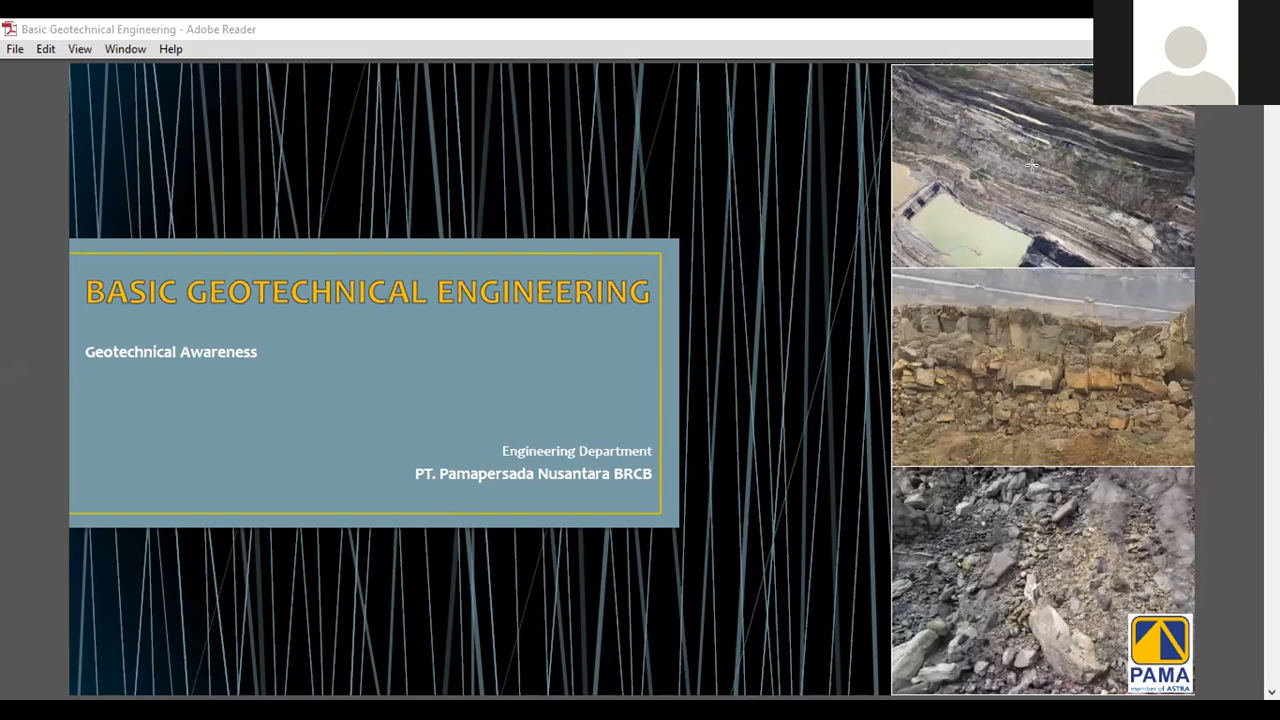 Basic Geotechnical Engineering - Adobe Reader
File Edit View Window Help
BASIC GEOTECHNICAL ENGINEERING
Geotechnical Awareness
Engineering Department
PT. Pamapersada Nusantara BRCB
PAMA
member of ASTRA